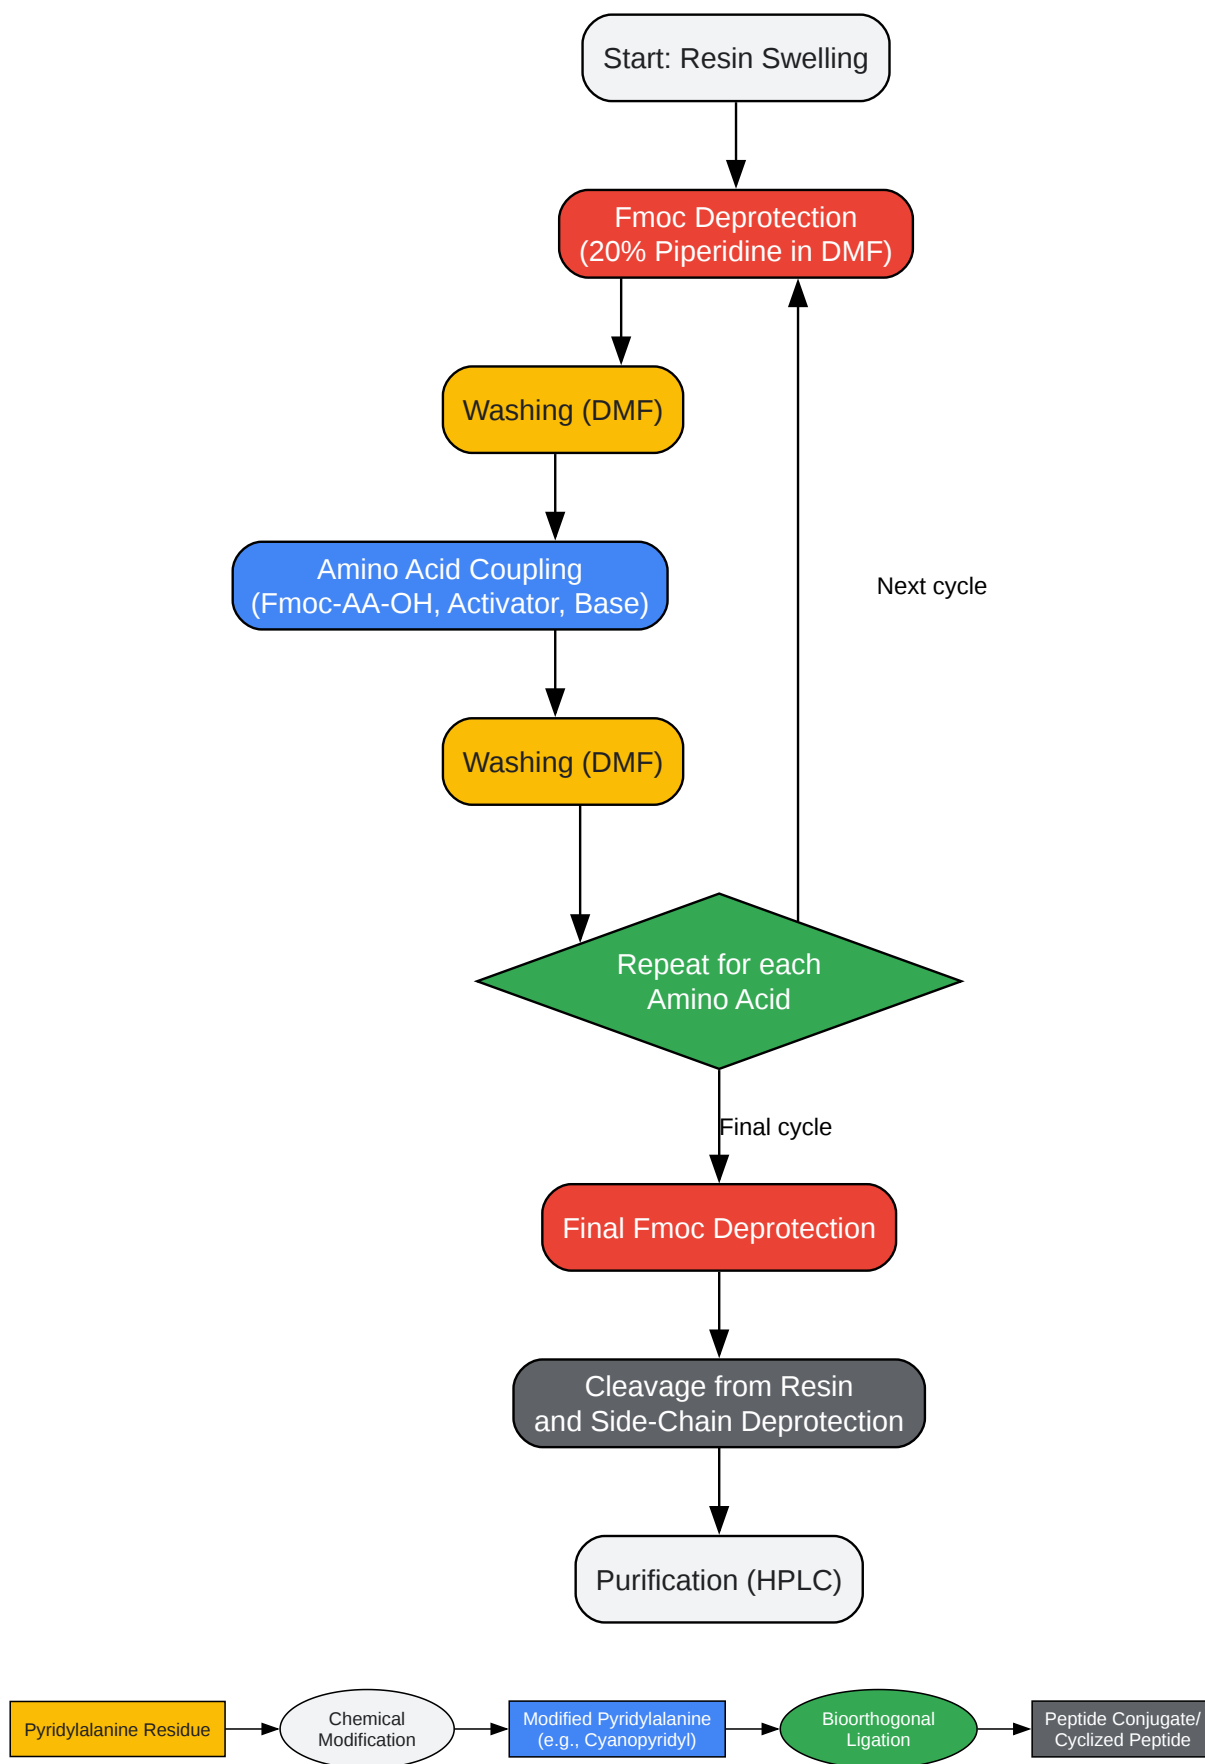 Start: Resin Swelling
Fmoc Deprotection
(20% Piperidine in DMF)
Washing (DMF)
Amino Acid Coupling
(Fmoc-AA-OH, Activator, Base)
Next cycle
Washing (DMF)
Repeat for each
Amino Acid
Final cycle
Final Fmoc Deprotection
Cleavage from Resin
and Side-Chain Deprotection
Purification (HPLC)
Pyridylalanine Residue
Chemical
Modification
Modified Pyridylalanine
(e.g., Cyanopyridyl)
Bioorthogonal
Ligation
Peptide Conjugate/
Cyclized Peptide